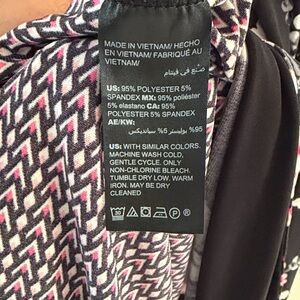 MADE IN VIETNAM/ HECHO
EN VIETNAM/ FABRIQUÉ AU
VIETNAM/
صنع في فيتنام
US: 95% POLYESTER 5%
SPANDEX MX: 95% poliéster
5% elastano CA: 95%
POLYESTER 5% SPANDEX
AE/KW:
95% بوليستر 5% سباندكس
US: WITH SIMILAR COLORS.
MACHINE WASH COLD,
GENTLE CYCLE. ONLY
NON-CHLORINE BLEACH.
TUMBLE DRY LOW, WARM
IRON. MAY BE DRY
CLEANED
30 P